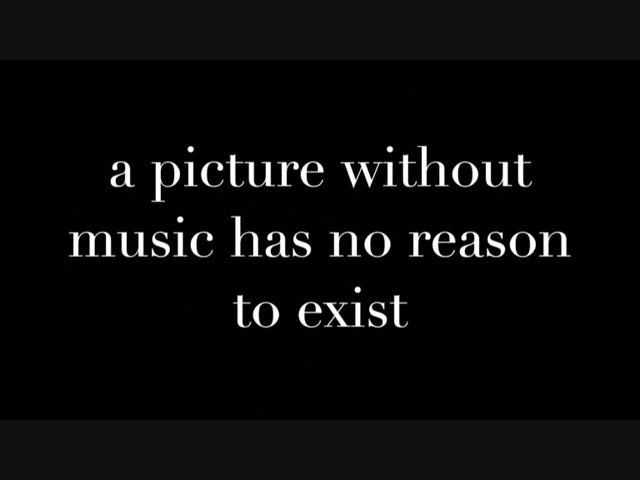 a picture without
music has no reason
to exist